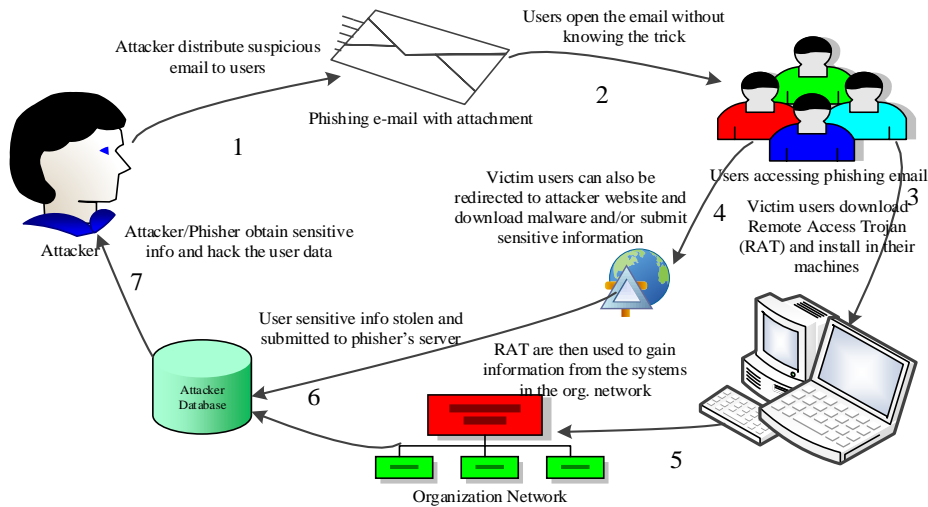 Attacker distribute suspicious
email to users
1
Phishing e-mail with attachment
Users open the email without
knowing the trick
2
Users accessing phishing email
3
Victim users download
Remote Access Trojan
(RAT) and install in their
machines
4
Victim users can also be
redirected to attacker website and
download malware and/or submit
sensitive information
Attacker
Attacker/Phisher obtain sensitive
info and hack the user data
7
User sensitive info stolen and
submitted to phisher's server
6
RAT are then used to gain
information from the systems
in the org. network
5
Attacker
Database
Organization Network